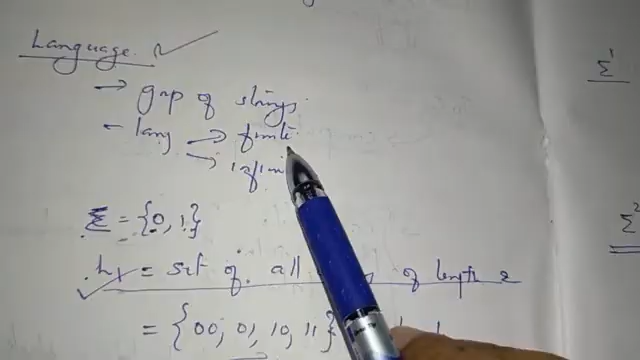 Language
→ grp of strings.
- lang → finite
→ infini
Σ = {0, 1}
L1 = set of all of length 2
= {00, 01, 10, 11}
Σ¹
Σ²